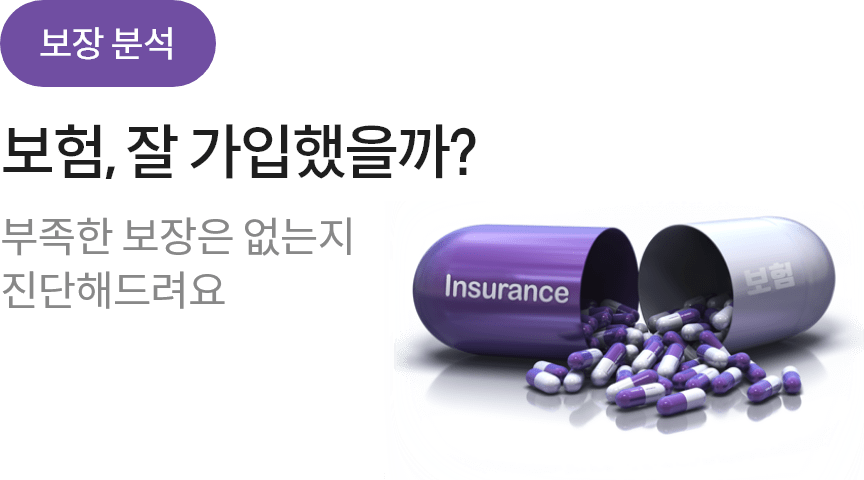 보장 분석
보험, 잘 가입했을까?
부족한 보장은 없는지
진단해드려요
Insurance
보험